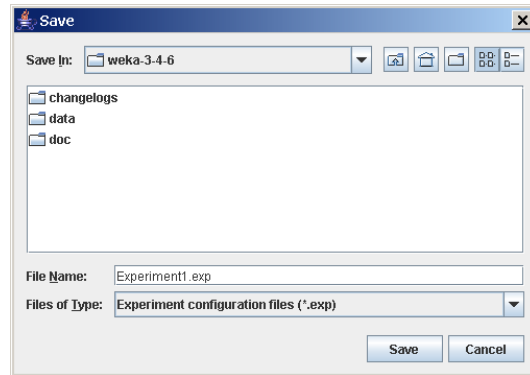 Save
Save In: weka-3-4-6
changelogs
data
doc
File Name: Experiment1.exp
Files of Type: Experiment configuration files (*.exp)
Save Cancel